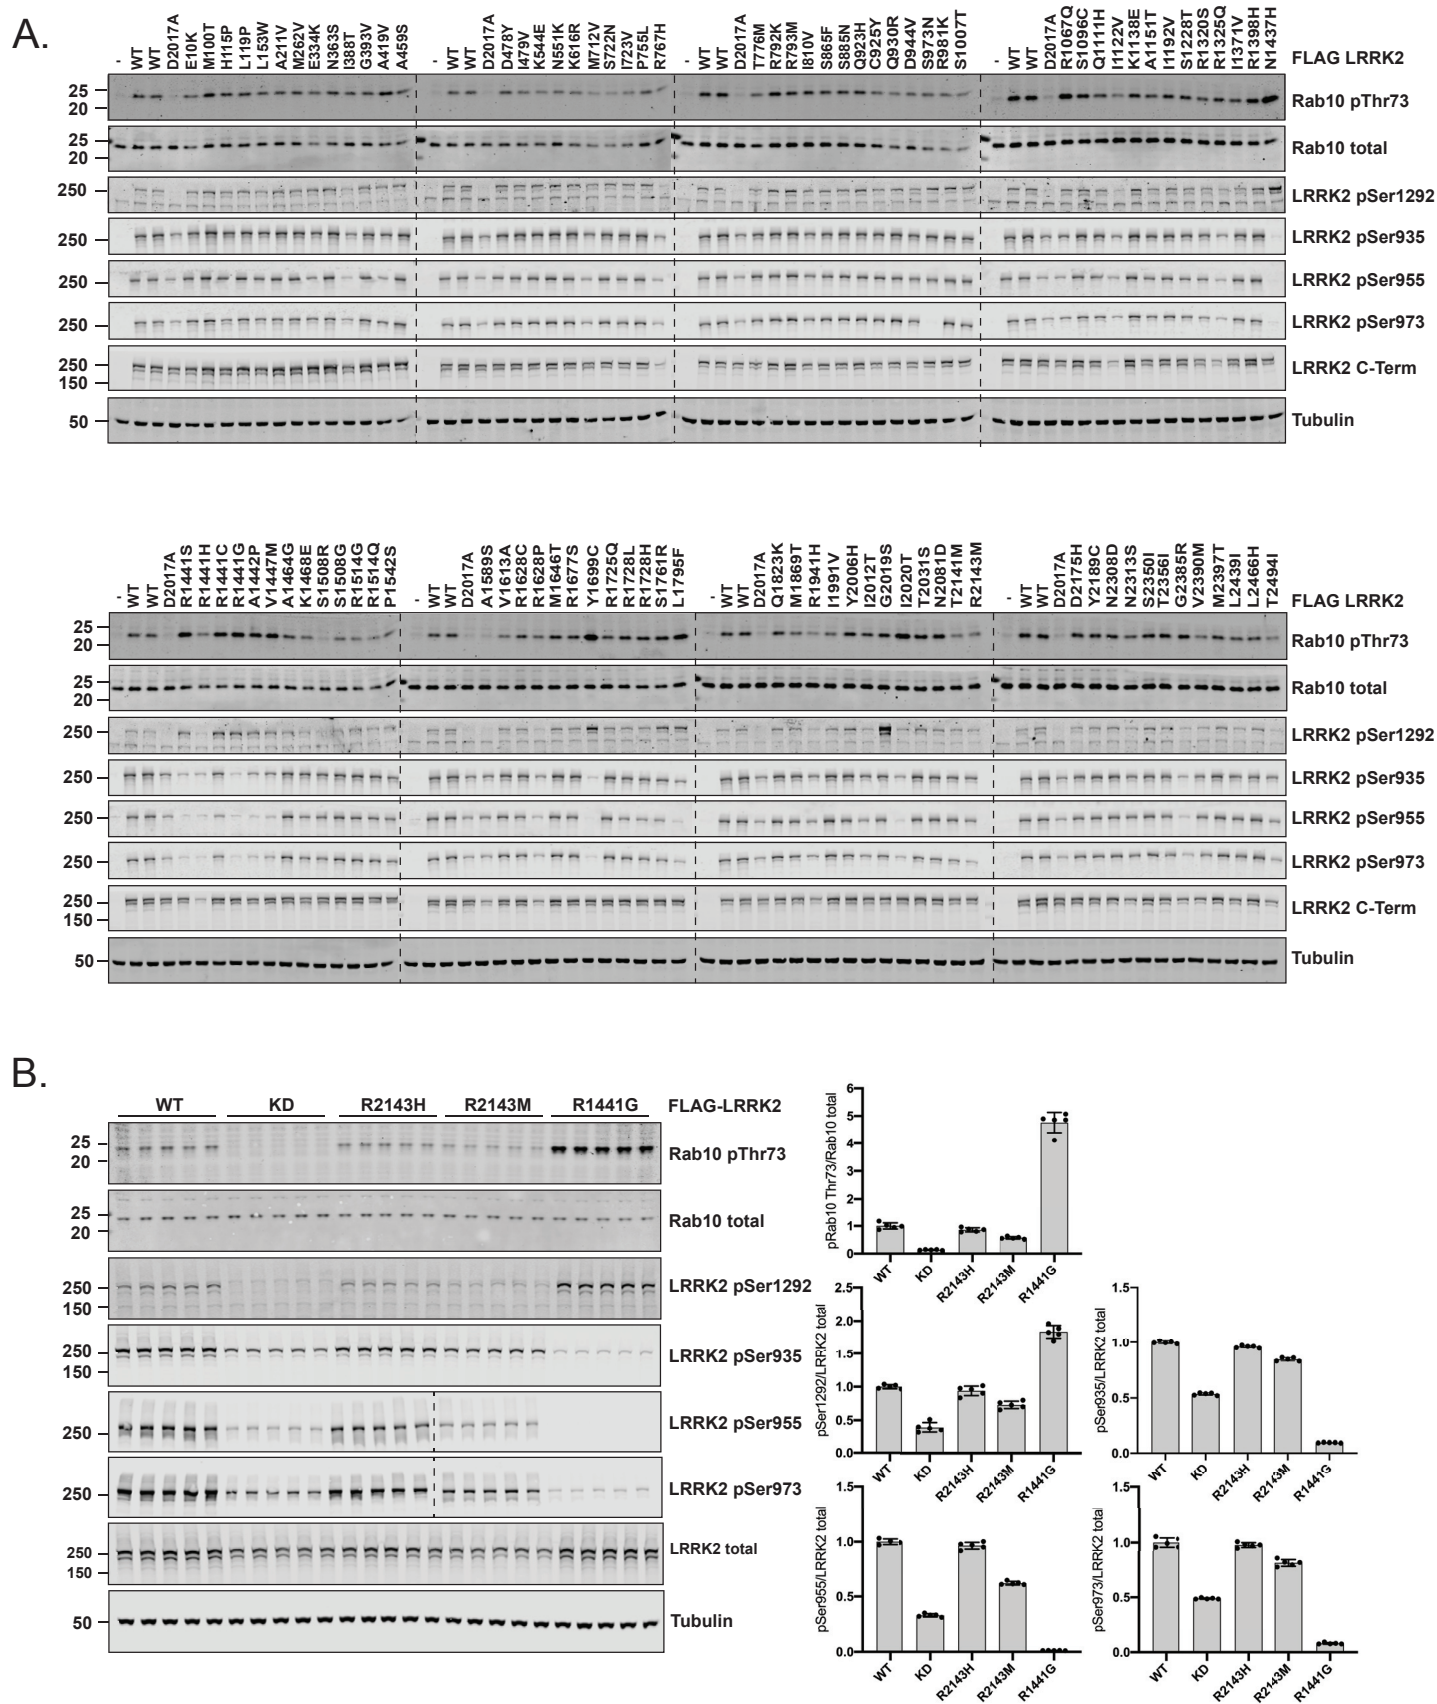 A.
- WT WT D2017A E10K M100T H115P L119P L153W A211V M262V E334K N363S I388T G393V A419V A459S - WT WT D2017A D478Y I479V K544E N551K K616R M712V S722N I723V P755L R767H - WT WT D2017A T776M R792K R793M I810V S865F S885N Q923H C925Y Q930R D944V S973N R981K S1007T - WT WT D2017A R1067Q S1096C Q1111H I1122V K1138E A1151T I1192V S1228T R1320S R1325Q I1371V R1398H N1437H FLAG LRRK2
25 20 Rab10 pThr73
25 20 Rab10 total
250 LRRK2 pSer1292
250 LRRK2 pSer935
250 LRRK2 pSer955
250 LRRK2 pSer973
250 150 LRRK2 C-Term
50 Tubulin
- WT WT D2017A R1441S R1441H R1441C R1441G A1442P V1447M A1464G K1468E S1508R S1508G R1514G R1514Q P1542S - WT WT D2017A A1589S V1613A R1628C R1628P M1646T R1677S Y1699C R1725Q R1728L R1728H S1761R L1795F - WT WT D2017A Q1823K M1869T R1941H I1991V Y2006H I2012T G2019S I2020T T2031S N2081D T2141M R2143M - WT WT D2017A D2175H Y2189C N2308D N2313S S2350I T2356I G2385R V2390M M2397T L2439I L2466H T2494I FLAG LRRK2
25 20 Rab10 pThr73
25 20 Rab10 total
250 LRRK2 pSer1292
250 LRRK2 pSer935
250 LRRK2 pSer955
250 LRRK2 pSer973
250 150 LRRK2 C-Term
50 Tubulin
B.
WT KD R2143H R2143M R1441G FLAG-LRRK2
25 20 Rab10 pThr73
25 20 Rab10 total
250 150 LRRK2 pSer1292
250 150 LRRK2 pSer935
250 LRRK2 pSer955
250 LRRK2 pSer973
250 150 LRRK2 total
50 Tubulin
pRab10 Thr73/Rab10 total
6
5
4
3
2
1
0
WT KD R2143H R2143M R1441G
pSer1292/LRRK2 total
2.5
2.0
1.5
1.0
0.5
0.0
WT KD R2143H R2143M R1441G
pSer935/LRRK2 total
1.5
1.0
0.5
0.0
WT KD R2143H R2143M R1441G
pSer955/LRRK2 total
1.5
1.0
0.5
0.0
WT KD R2143H R2143M R1441G
pSer973/LRRK2 total
1.5
1.0
0.5
0.0
WT KD R2143H R2143M R1441G